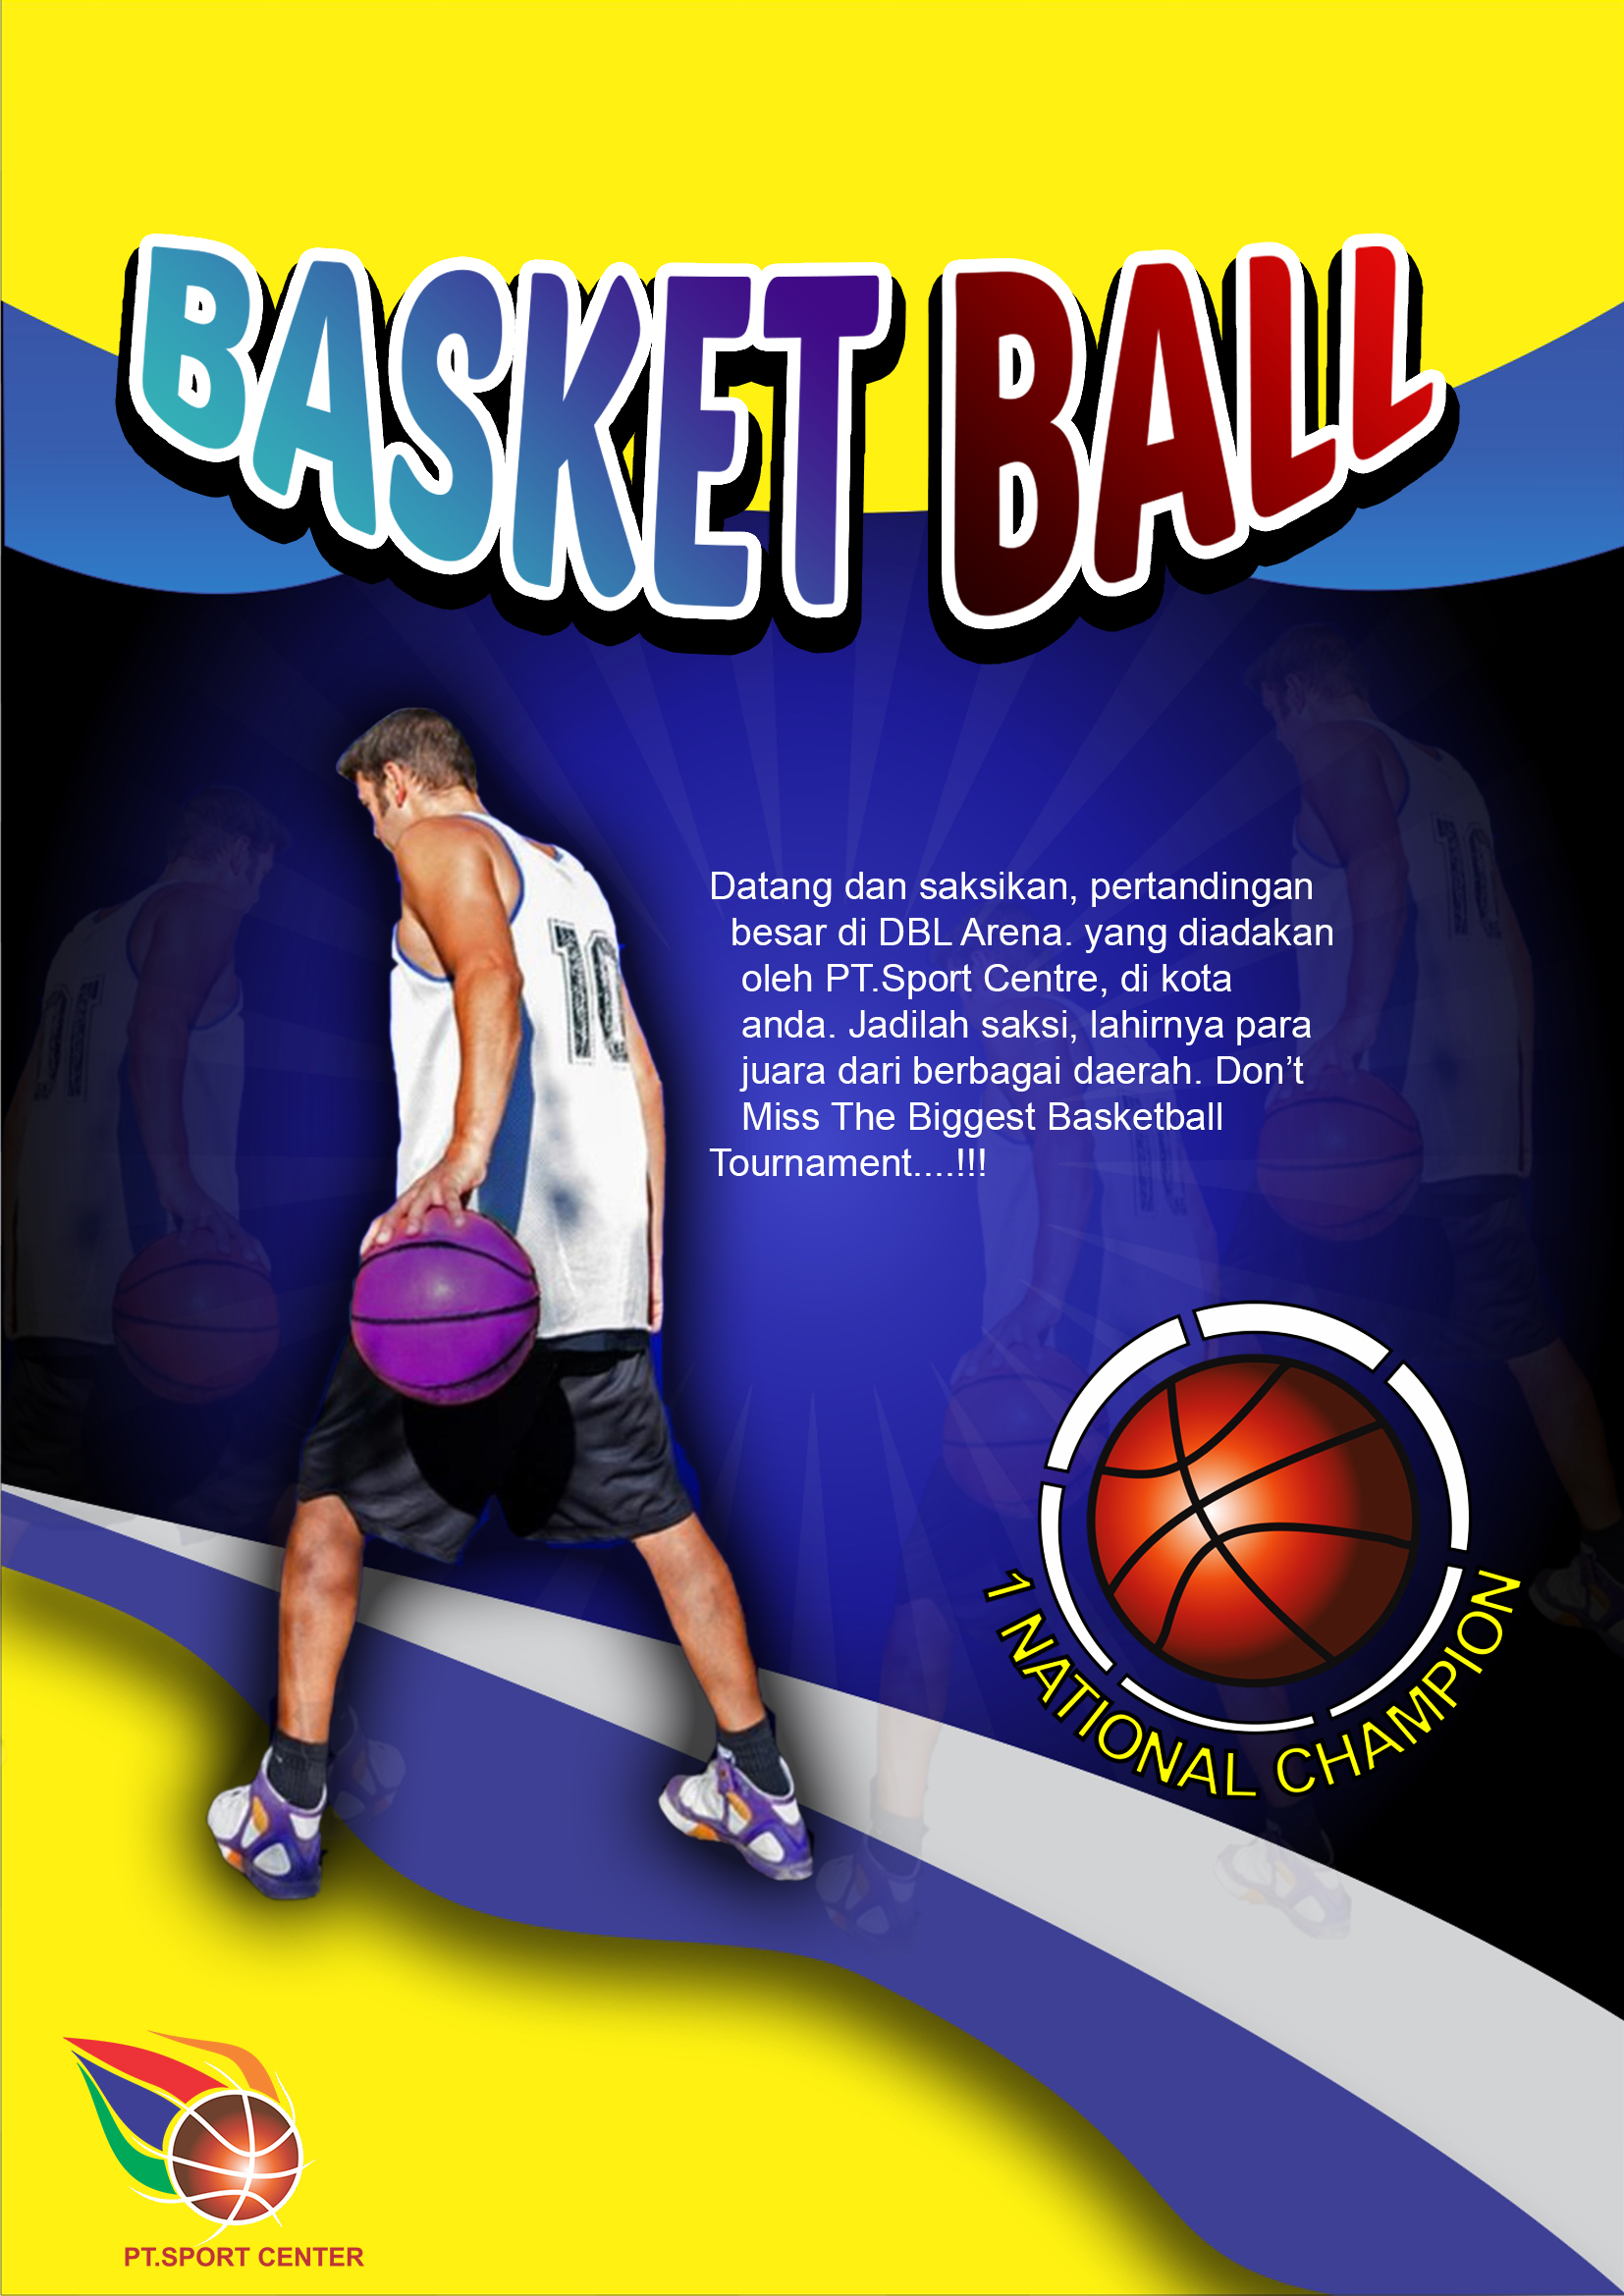 BASKET BALL
10
Datang dan saksikan, pertandingan
besar di DBL Arena. yang diadakan
oleh PT.Sport Centre, di kota
anda. Jadilah saksi, lahirnya para
juara dari berbagai daerah. Don’t
Miss The Biggest Basketball
Tournament....!!!
1 NATIONAL CHAMPION
PT.SPORT CENTER